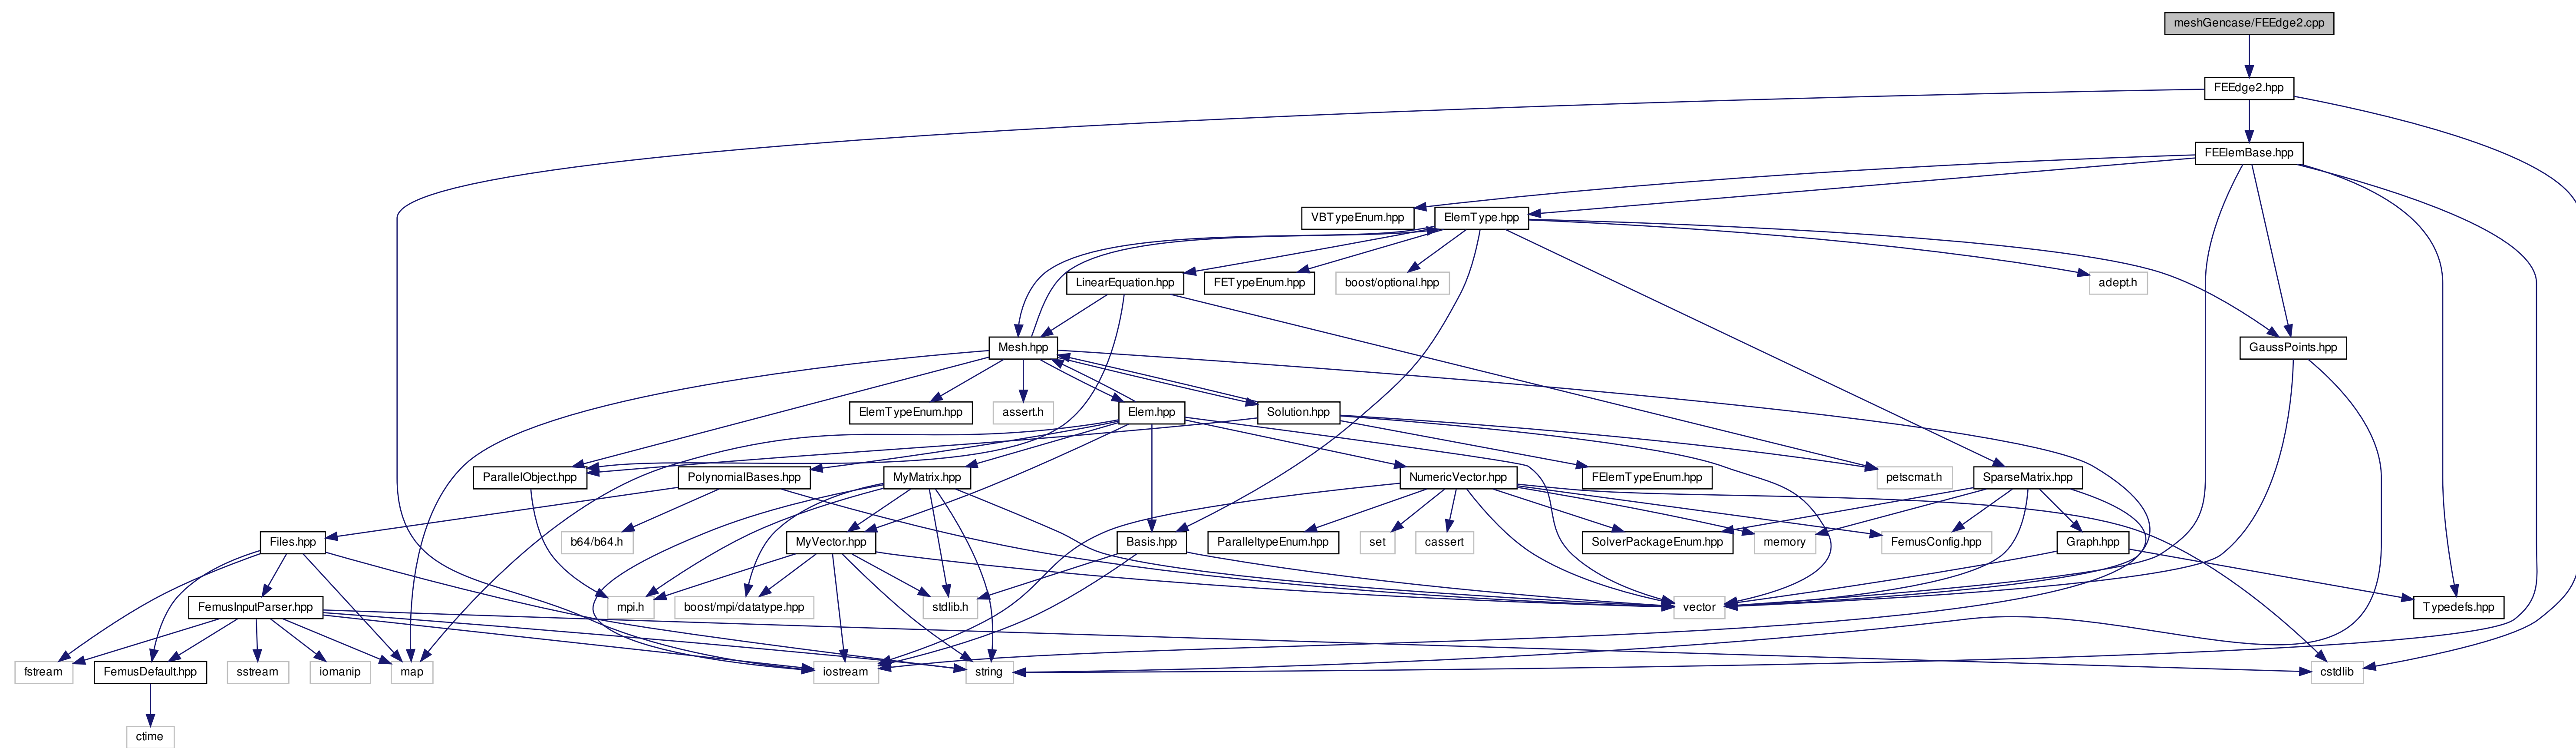 meshGencase/FEEdge2.cpp
FEEdge2.hpp
FEElemBase.hpp
VBTypeEnum.hpp
ElemType.hpp
LinearEquation.hpp
FETypeEnum.hpp
boost/optional.hpp
adept.h
Mesh.hpp
GaussPoints.hpp
ElemTypeEnum.hpp
assert.h
Elem.hpp
Solution.hpp
ParallelObject.hpp
PolynomialBases.hpp
MyMatrix.hpp
NumericVector.hpp
FElemTypeEnum.hpp
petscmat.h
SparseMatrix.hpp
Files.hpp
b64/b64.h
MyVector.hpp
Basis.hpp
ParalleltypeEnum.hpp
set
cassert
SolverPackageEnum.hpp
memory
FemusConfig.hpp
Graph.hpp
FemusInputParser.hpp
mpi.h
boost/mpi/datatype.hpp
stdlib.h
vector
Typedefs.hpp
fstream
FemusDefault.hpp
sstream
iomanip
map
iostream
string
cstdlib
ctime